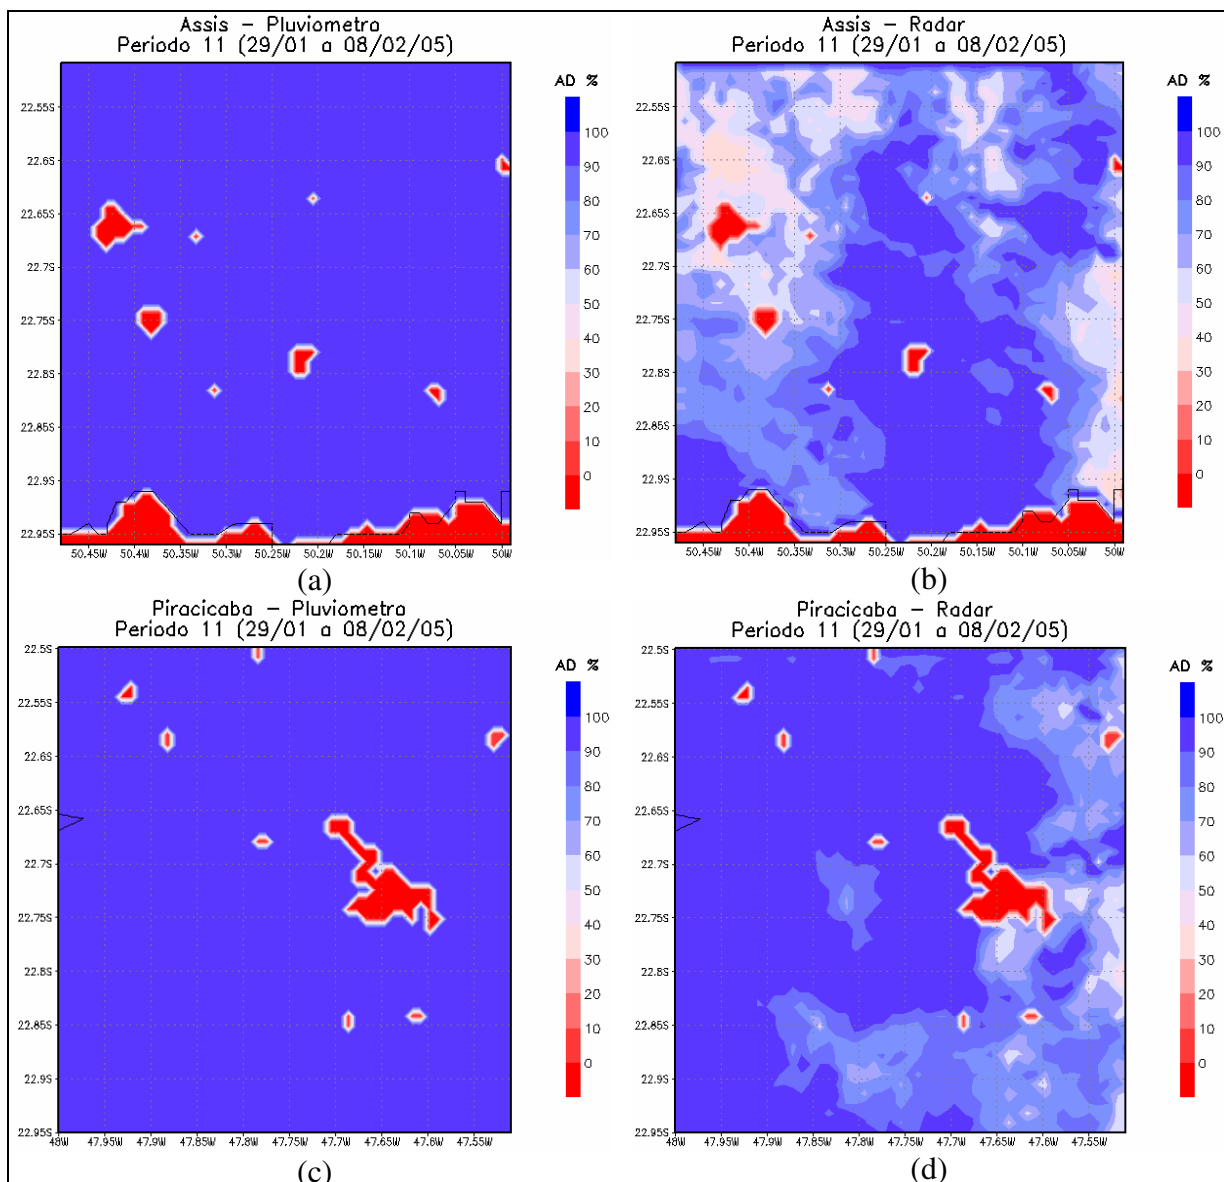 Assis – Pluviometro
Periodo 11 (29/01 a 08/02/05)
AD %
100
90
80
70
60
50
40
30
20
10
0
22.55S
22.6S
22.65S
22.7S
22.75S
22.8S
22.85S
22.9S
22.95S
50.45W 50.4W 50.35W 50.3W 50.25W 50.2W 50.15W 50.1W 50.05W 50W
(a)
Assis – Radar
Periodo 11 (29/01 a 08/02/05)
AD %
100
90
80
70
60
50
40
30
20
10
0
22.55S
22.6S
22.65S
22.7S
22.75S
22.8S
22.85S
22.9S
22.95S
50.45W 50.4W 50.35W 50.3W 50.25W 50.2W 50.15W 50.1W 50.05W 50W
(b)
Piracicaba – Pluviometro
Periodo 11 (29/01 a 08/02/05)
AD %
100
90
80
70
60
50
40
30
20
10
0
22.5S
22.55S
22.6S
22.65S
22.7S
22.75S
22.8S
22.85S
22.9S
22.95S
48W 47.95W 47.9W 47.85W 47.8W 47.75W 47.7W 47.65W 47.6W 47.55W
(c)
Piracicaba – Radar
Periodo 11 (29/01 a 08/02/05)
AD %
100
90
80
70
60
50
40
30
20
10
0
22.5S
22.55S
22.6S
22.65S
22.7S
22.75S
22.8S
22.85S
22.9S
22.95S
48W 47.95W 47.9W 47.85W 47.8W 47.75W 47.7W 47.65W 47.6W 47.55W
(d)